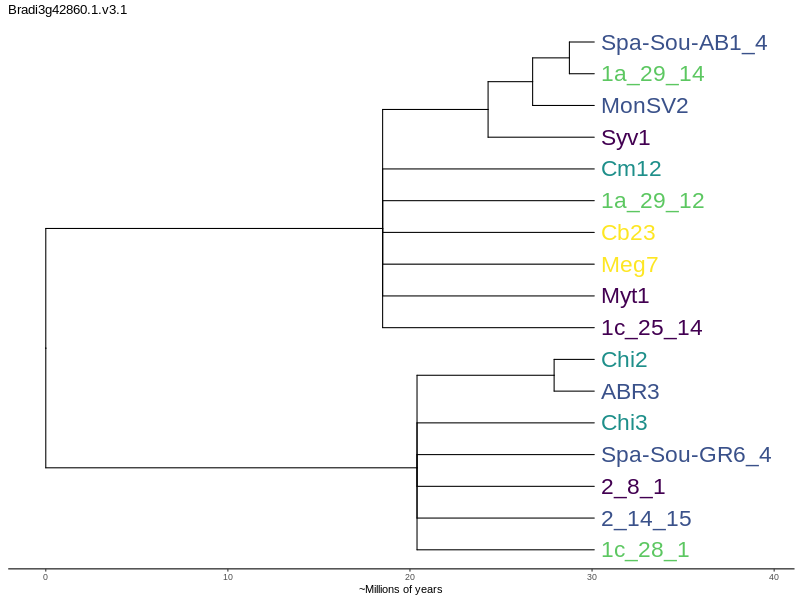 Bradi3g42860.1.v3.1
Spa-Sou-AB1_4
1a_29_14
MonSV2
Syv1
Cm12
1a_29_12
Cb23
Meg7
Myt1
1c_25_14
Chi2
ABR3
Chi3
Spa-Sou-GR6_4
2_8_1
2_14_15
1c_28_1
0 10 20 30 40
~Millions of years